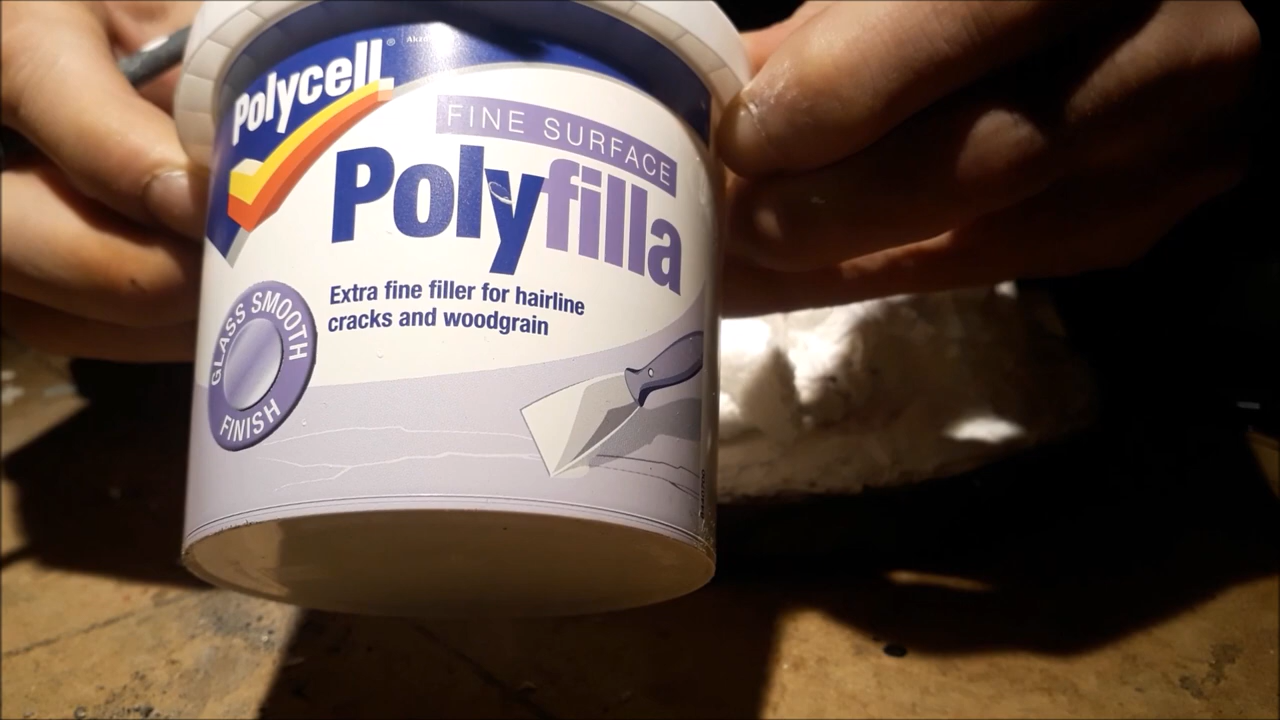 Polycell®
FINE SURFACE
Polyfilla
Extra fine filler for hairline
cracks and woodgrain
GLASS SMOOTH
FINISH